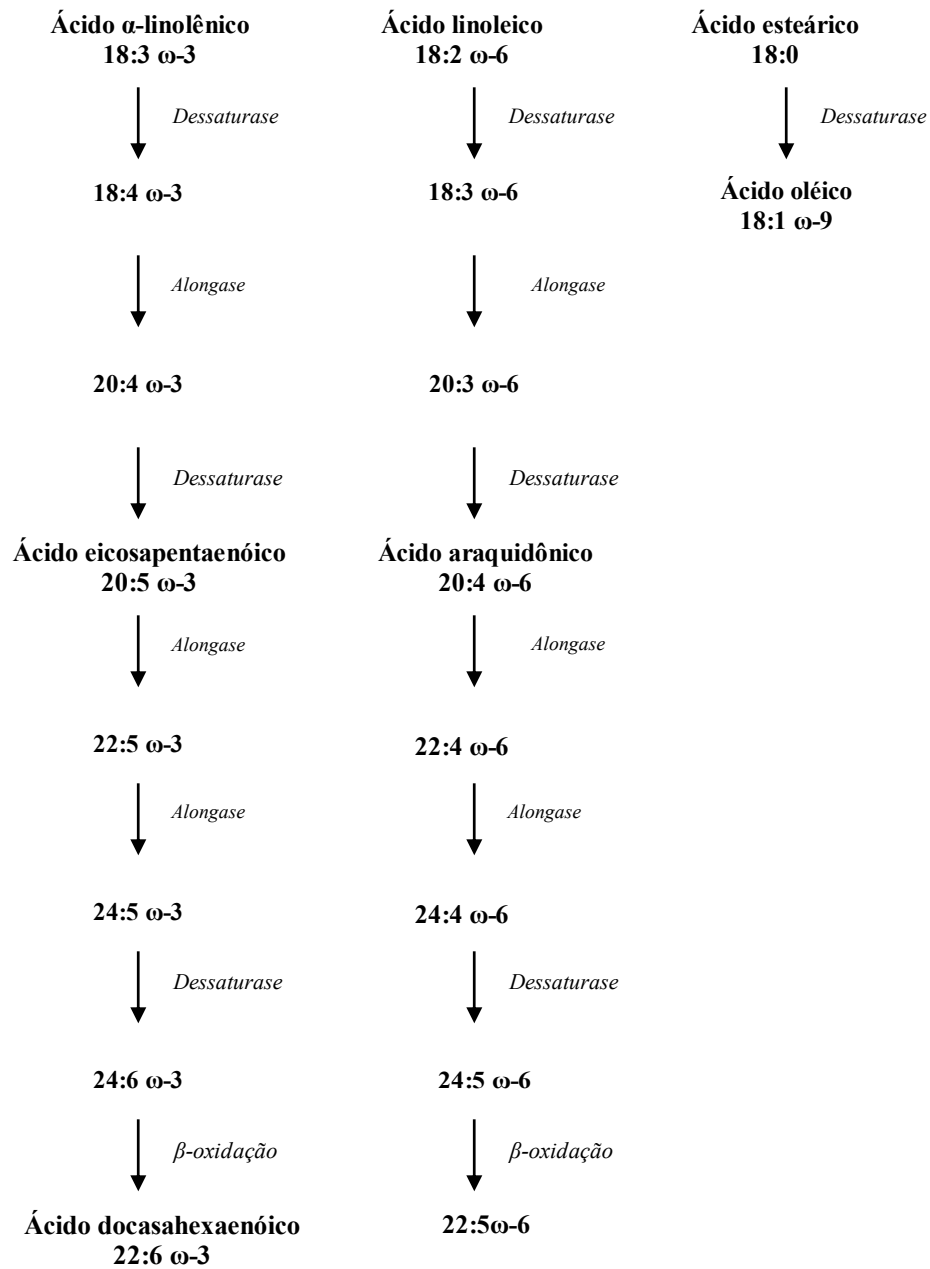 Ácido α-linolênico
18:3 ω-3
Ácido linoleico
18:2 ω-6
Ácido esteárico
18:0
Dessaturase
Dessaturase
Dessaturase
18:4 ω-3
18:3 ω-6
Ácido oléico
18:1 ω-9
Alongase
Alongase
20:4 ω-3
20:3 ω-6
Dessaturase
Dessaturase
Ácido eicosapentaenóico
20:5 ω-3
Ácido araquidônico
20:4 ω-6
Alongase
Alongase
22:5 ω-3
22:4 ω-6
Alongase
Alongase
24:5 ω-3
24:4 ω-6
Dessaturase
Dessaturase
24:6 ω-3
24:5 ω-6
β-oxidação
β-oxidação
Ácido docasahexaenóico
22:6 ω-3
22:5ω-6